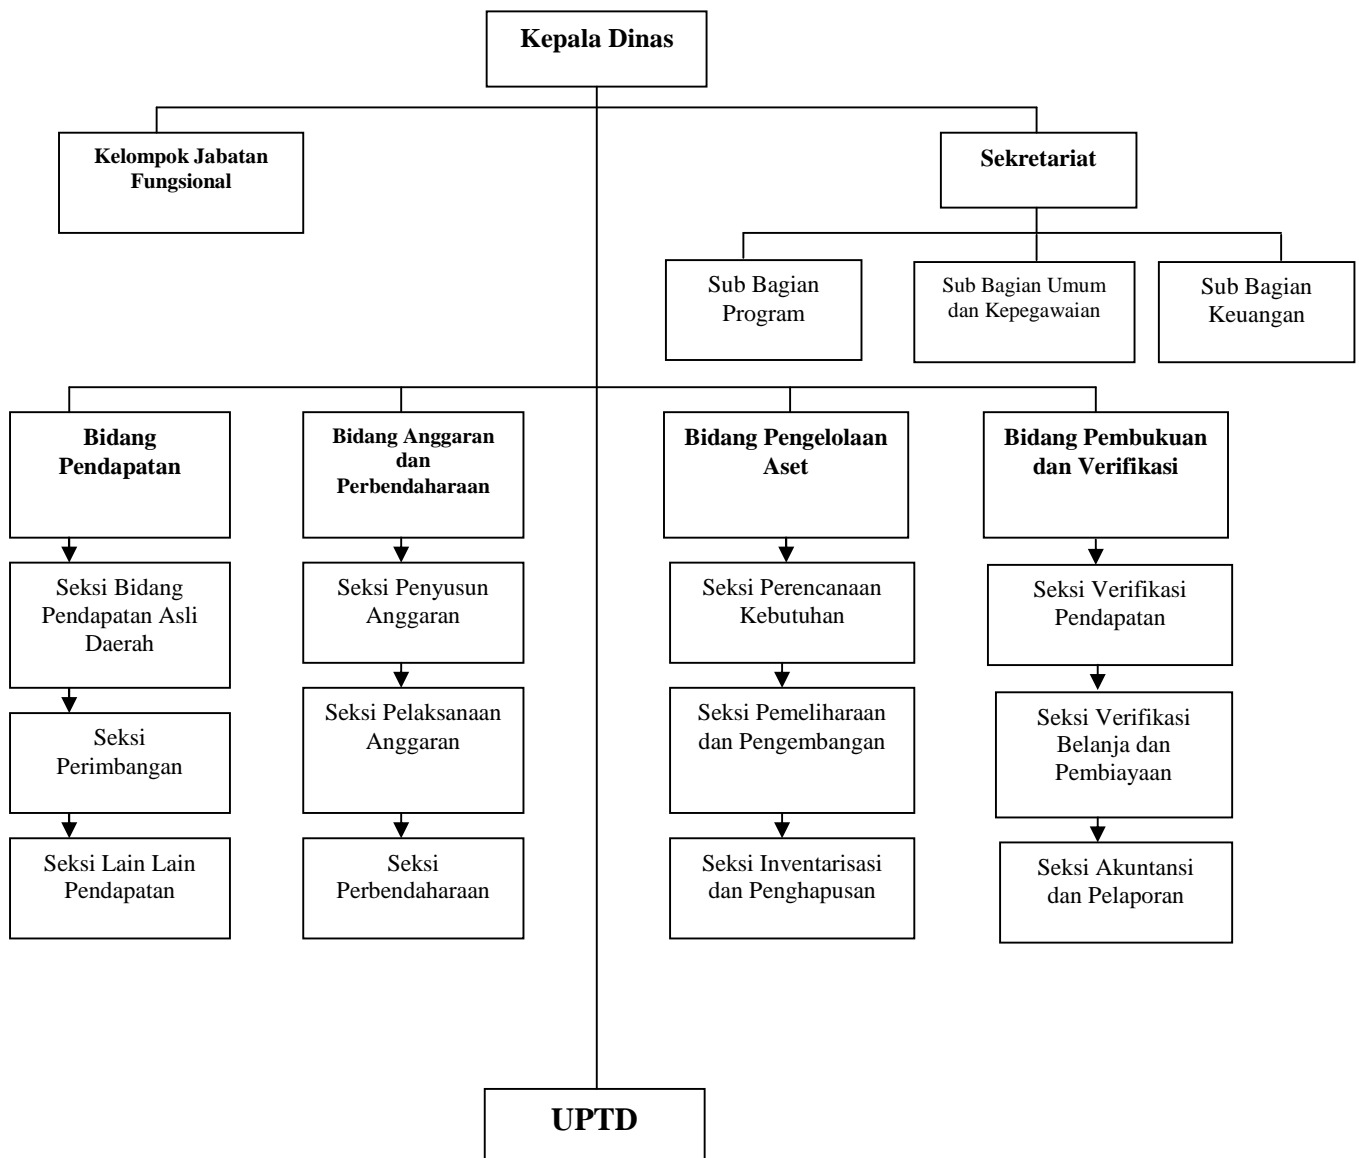 Kepala Dinas
Kelompok Jabatan
Fungsional
Sekretariat
Sub Bagian
Program
Sub Bagian Umum
dan Kepegawaian
Sub Bagian
Keuangan
Bidang
Pendapatan
Bidang Anggaran
dan
Perbendaharaan
Bidang Pengelolaan
Aset
Bidang Pembukuan
dan Verifikasi
Seksi Bidang
Pendapatan Asli
Daerah
Seksi Penyusun
Anggaran
Seksi Perencanaan
Kebutuhan
Seksi Verifikasi
Pendapatan
Seksi
Perimbangan
Seksi Pelaksanaan
Anggaran
Seksi Pemeliharaan
dan Pengembangan
Seksi Verifikasi
Belanja dan
Pembiayaan
Seksi Lain Lain
Pendapatan
Seksi
Perbendaharaan
Seksi Inventarisasi
dan Penghapusan
Seksi Akuntansi
dan Pelaporan
UPTD